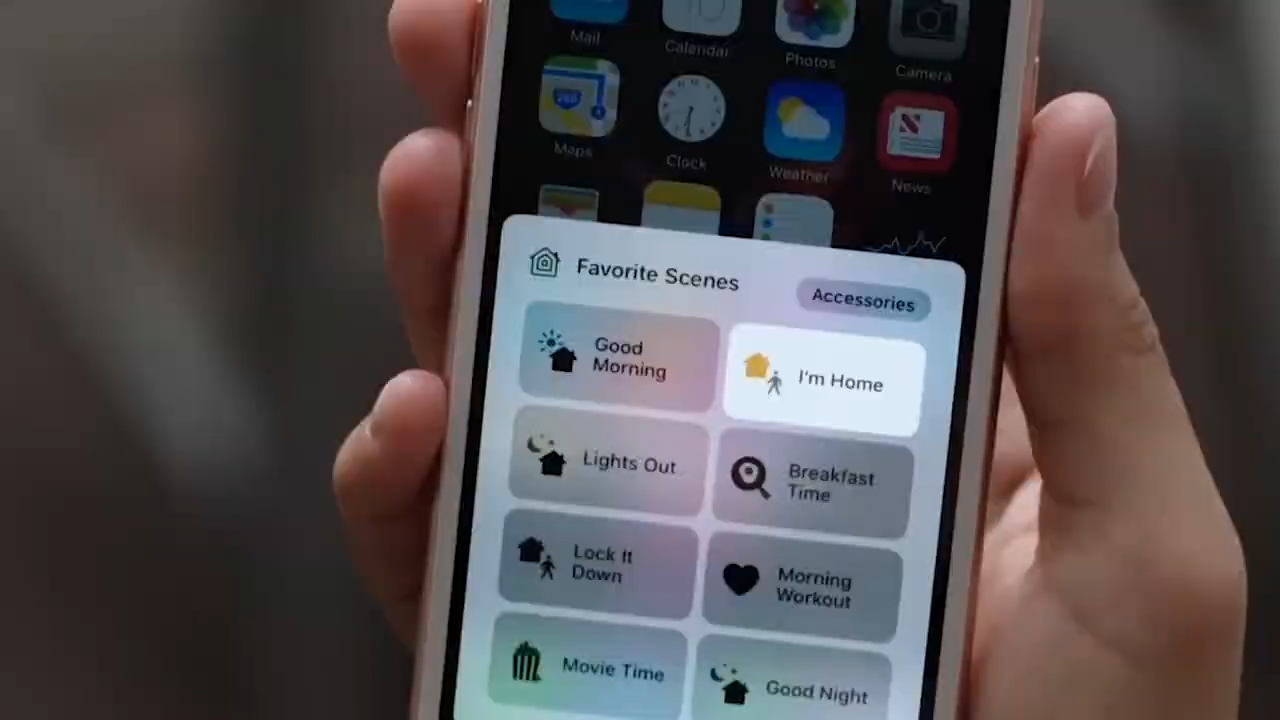 Mail
Calendar
Photos
Camera
Maps
Clock
Weather
News
Favorite Scenes
Accessories
Good
Morning
I'm Home
Lights Out
Breakfast
Time
Lock It
Down
Morning
Workout
Movie Time
Good Night